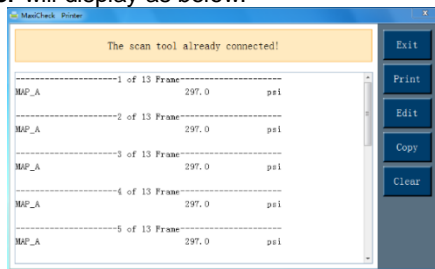 er will display as below:
MaxiCheck Printer
The scan tool already connected!
Exit
Print
Edit
Copy
Clear
---------------------1 of 13 Frame---------------------
MAP_A 297.0 psi
---------------------2 of 13 Frame---------------------
MAP_A 297.0 psi
---------------------3 of 13 Frame---------------------
MAP_A 297.0 psi
---------------------4 of 13 Frame---------------------
MAP_A 297.0 psi
---------------------5 of 13 Frame---------------------
MAP_A 297.0 psi